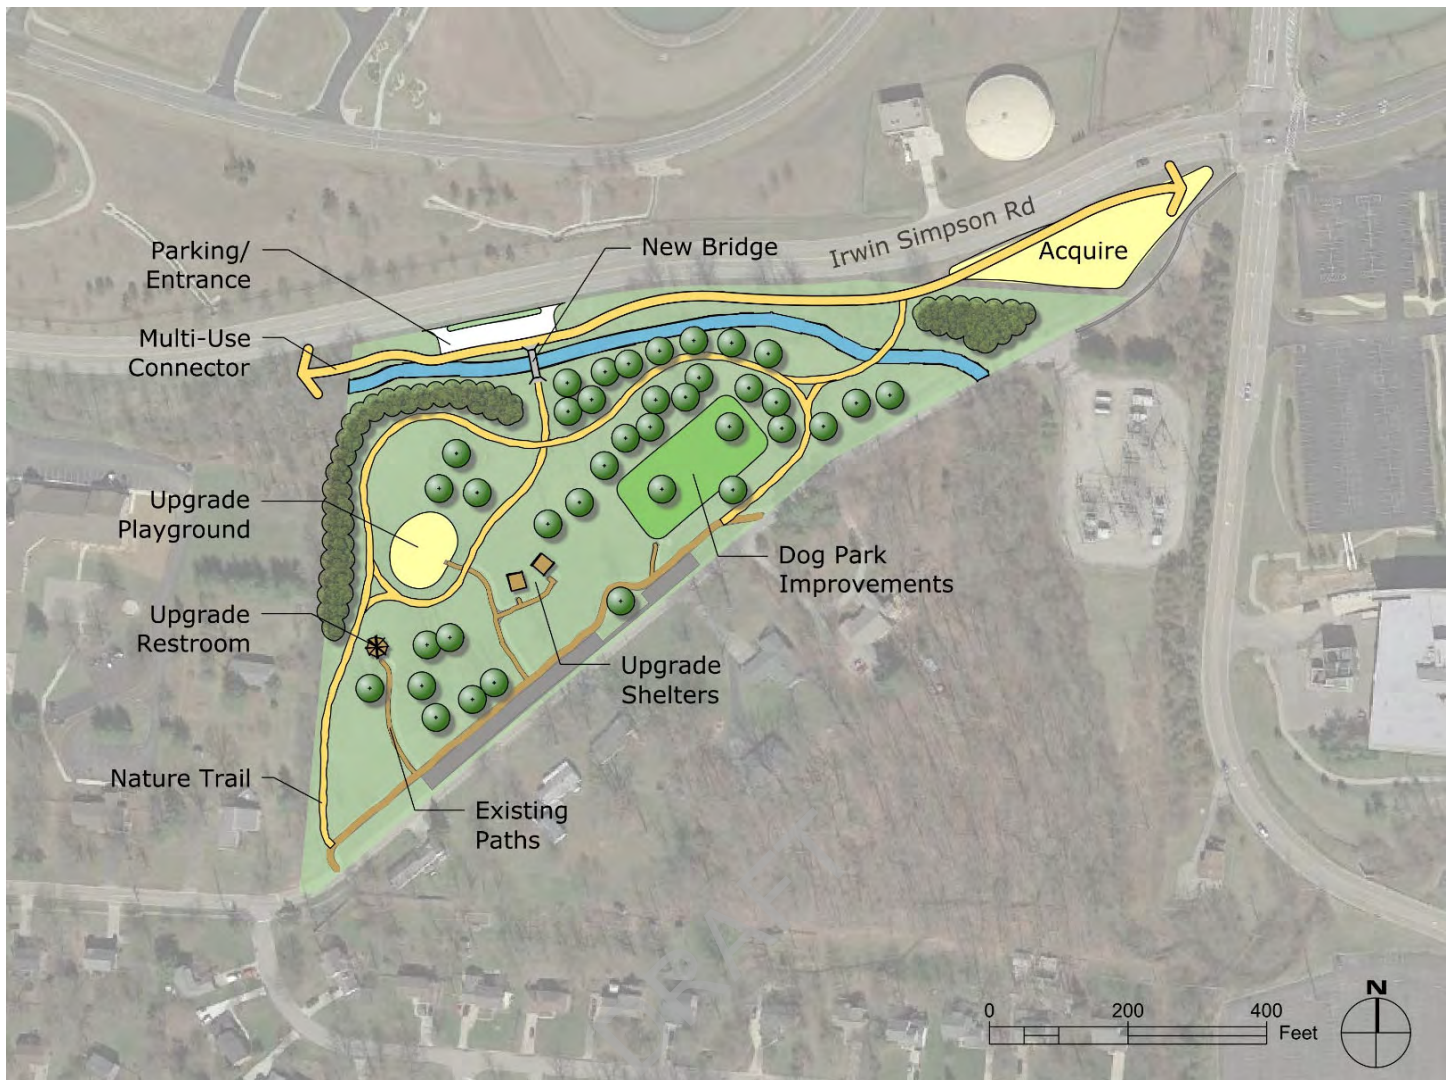 Irwin Simpson Rd
Acquire
New Bridge
Parking/
Entrance
Multi-Use
Connector
Upgrade
Playground
Dog Park
Improvements
Upgrade
Restroom
Upgrade
Shelters
Nature Trail
Existing
Paths
N
0 200 400
Feet